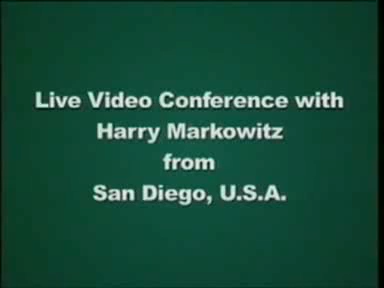 Live Video Conference with
Harry Markowitz
from
San Diego, U.S.A.